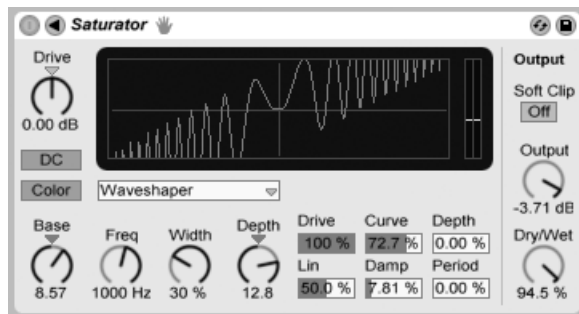 Saturator
Drive
0.00 dB
DC
Color
Waveshaper
Base
8.57
Freq
1000 Hz
Width
30 %
Depth
12.8
Drive
100 %
Curve
72.7 %
Depth
0.00 %
Lin
50.0 %
Damp
7.81 %
Period
0.00 %
Output
Soft Clip
Off
Output
-3.71 dB
Dry/Wet
94.5 %